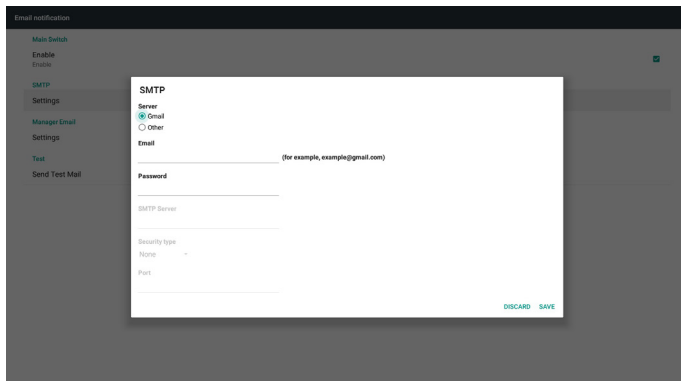 Email notification
Main Switch
Enable
Enable
SMTP
Settings
Manager Email
Settings
Test
Send Test Mail
SMTP
Server
Gmail
Other
Email
(for example, example@gmail.com)
Password
SMTP Server
Security type
None
Port
DISCARD SAVE